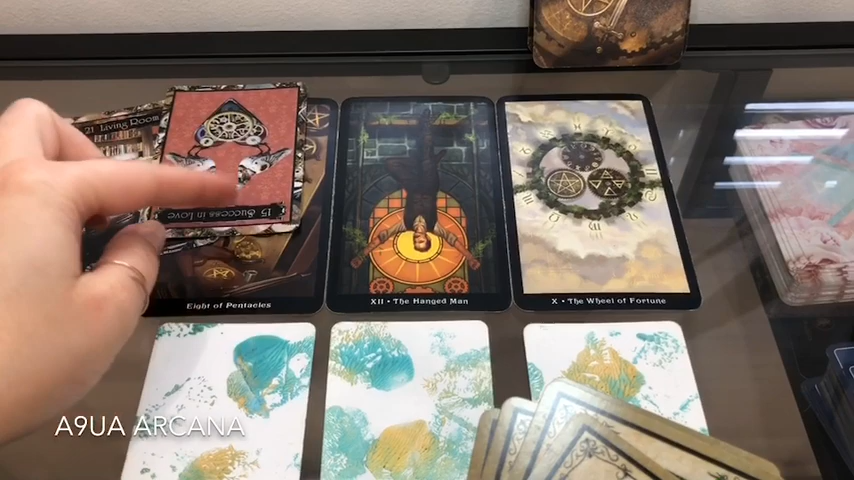 21 Living Room
15 Success in Love
Eight of Pentacles
XII • The Hanged Man
X • The Wheel of Fortune
A9UA ARCANA